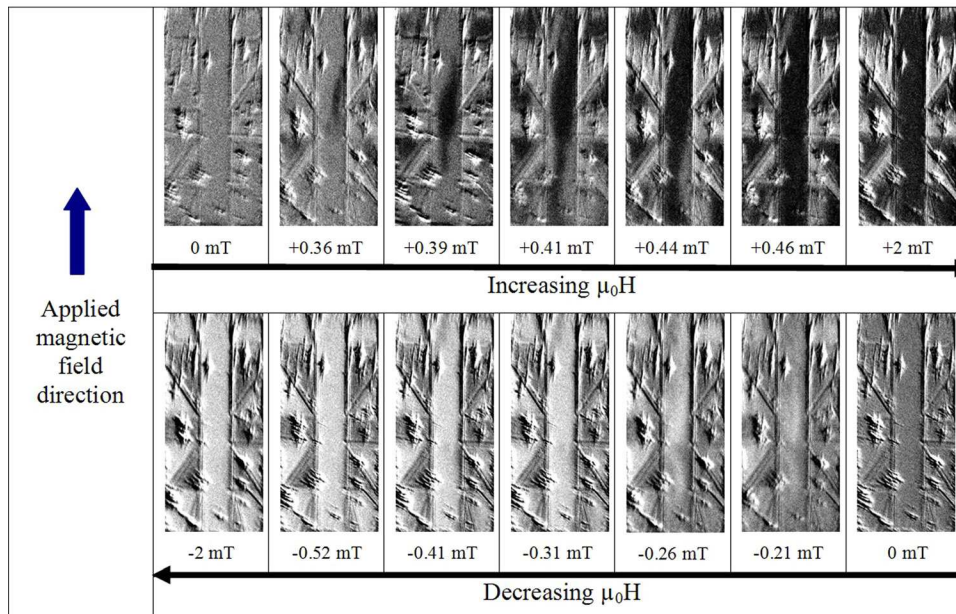 0 mT +0.36 mT +0.39 mT +0.41 mT +0.44 mT +0.46 mT +2 mT
Increasing µ₀H
Applied
magnetic
field
direction
-2 mT -0.52 mT -0.41 mT -0.31 mT -0.26 mT -0.21 mT 0 mT
Decreasing µ₀H